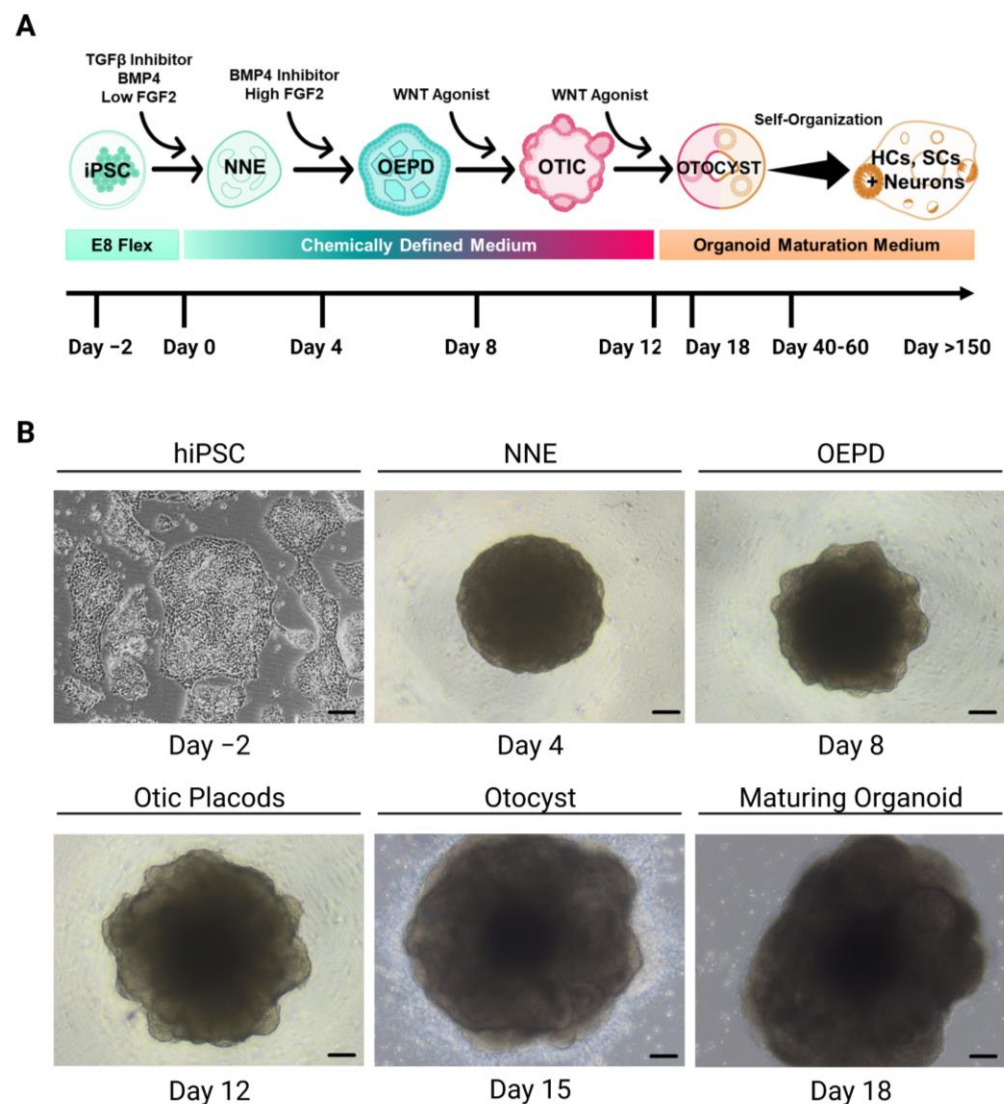 A
TGFβ Inhibitor
BMP4
Low FGF2
BMP4 Inhibitor
High FGF2
WNT Agonist
WNT Agonist
Self-Organization
iPSC
NNE
OEPD
OTIC
OTOCYST
HCs, SCs
+ Neurons
E8 Flex
Chemically Defined Medium
Organoid Maturation Medium
Day −2
Day 0
Day 4
Day 8
Day 12
Day 18
Day 40-60
Day >150
B
hiPSC
NNE
OEPD
Day −2
Day 4
Day 8
Otic Placods
Otocyst
Maturing Organoid
Day 12
Day 15
Day 18